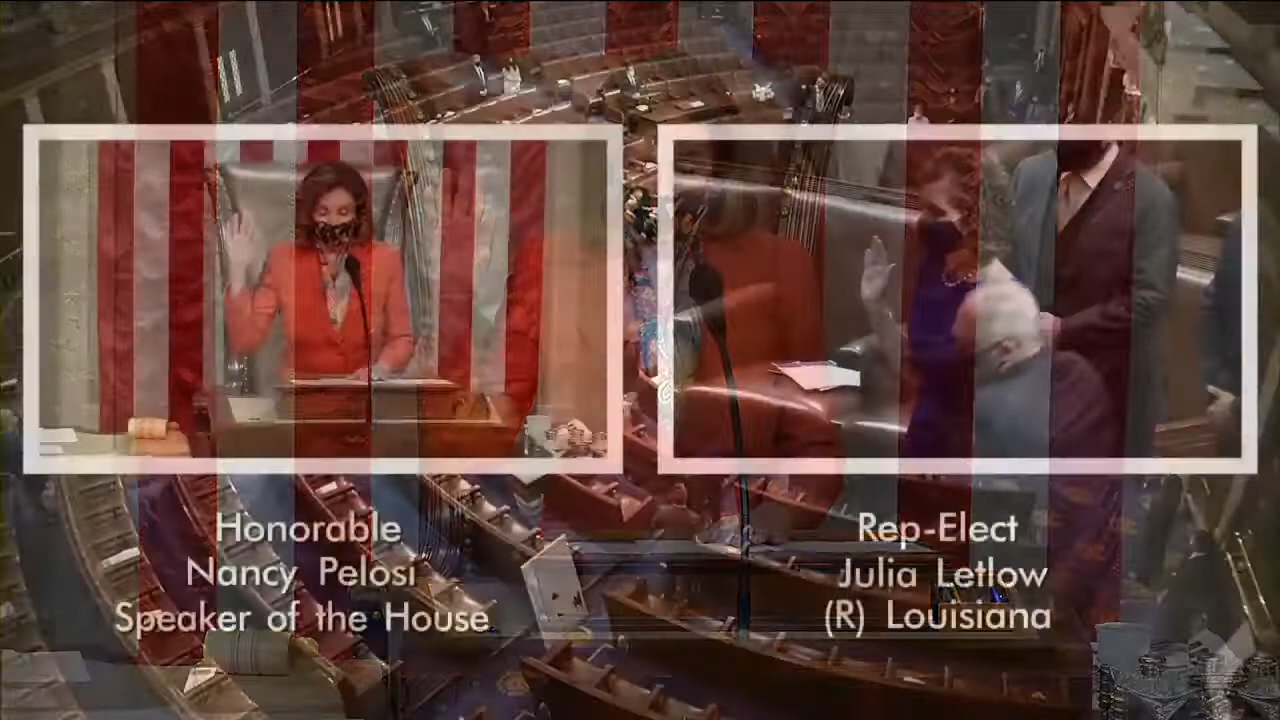 Honorable
Nancy Pelosi
Speaker of the House
Rep-Elect
Julia Letlow
(R) Louisiana